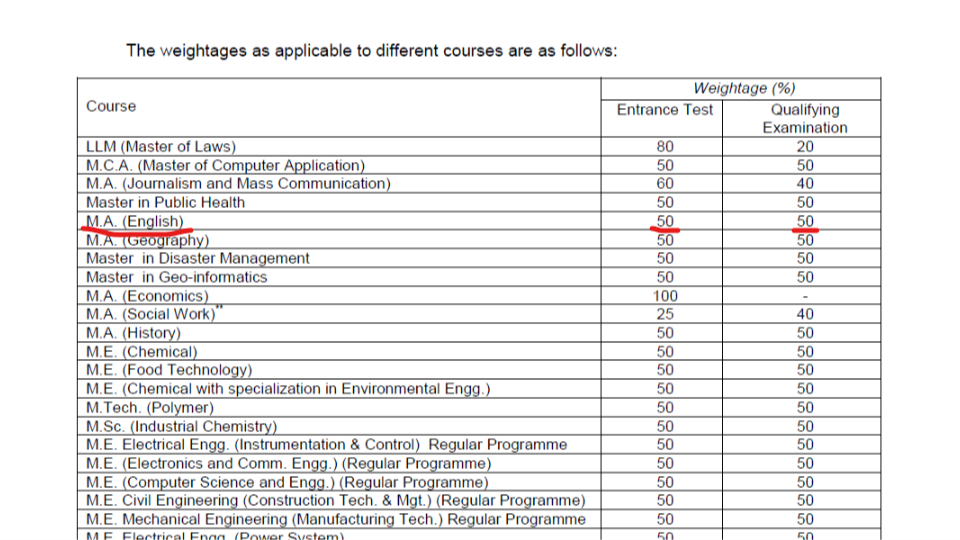 The weightages as applicable to different courses are as follows:
Course
Weightage (%)
Entrance Test
Qualifying
Examination
LLM (Master of Laws) 80 20
M.C.A. (Master of Computer Application) 50 50
M.A. (Journalism and Mass Communication) 60 40
Master in Public Health 50 50
M.A. (English) 50 50
M.A. (Geography) 50 50
Master in Disaster Management 50 50
Master in Geo-informatics 50 50
M.A. (Economics) 100 -
M.A. (Social Work)** 25 40
M.A. (History) 50 50
M.E. (Chemical) 50 50
M.E. (Food Technology) 50 50
M.E. (Chemical with specialization in Environmental Engg.) 50 50
M.Tech. (Polymer) 50 50
M.Sc. (Industrial Chemistry) 50 50
M.E. Electrical Engg. (Instrumentation & Control) Regular Programme 50 50
M.E. (Electronics and Comm. Engg.) (Regular Programme) 50 50
M.E. (Computer Science and Engg.) (Regular Programme) 50 50
M.E. Civil Engineering (Construction Tech. & Mgt.) (Regular Programme) 50 50
M.E. Mechanical Engineering (Manufacturing Tech.) Regular Programme 50 50
M.E. Electrical Engg. (Power System) 50 50